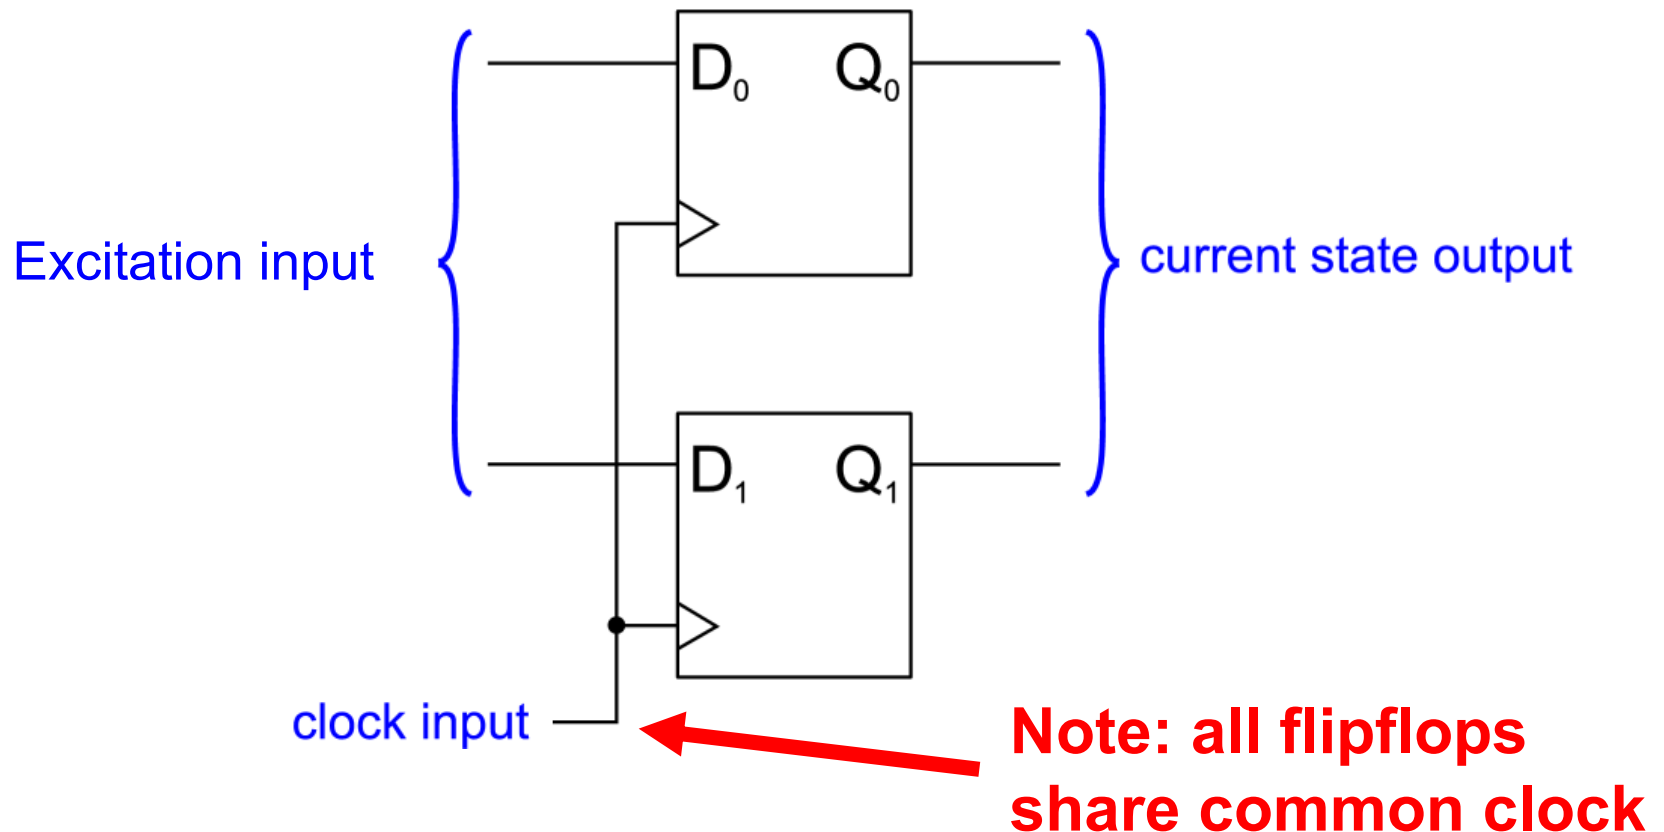 D₀ Q₀
Excitation input
current state output
D₁ Q₁
clock input
Note: all flipflops
share common clock